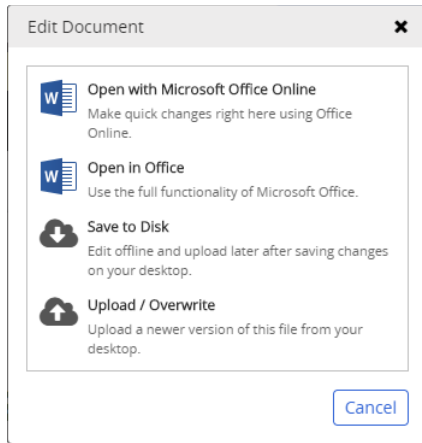 Edit Document
Open with Microsoft Office Online
Make quick changes right here using Office
Online.
Open in Office
Use the full functionality of Microsoft Office.
Save to Disk
Edit offline and upload later after saving changes
on your desktop.
Upload / Overwrite
Upload a newer version of this file from your
desktop.
Cancel